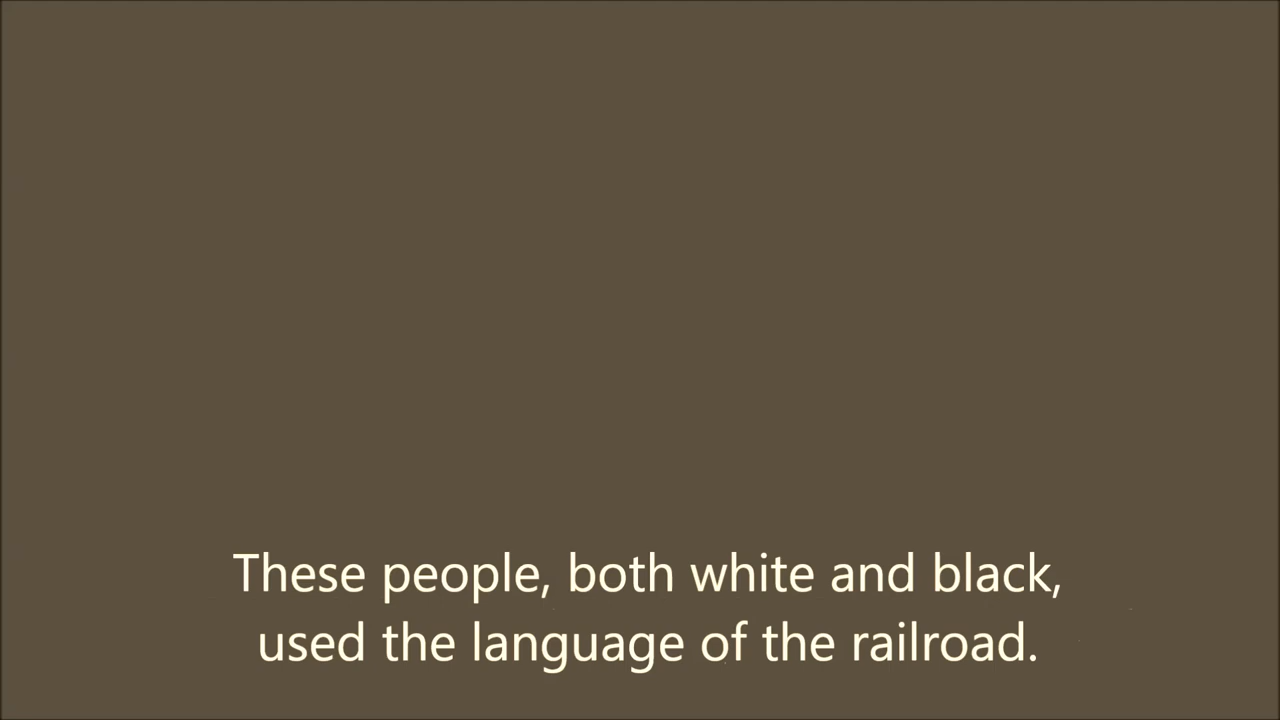 These people, both white and black,
used the language of the railroad.